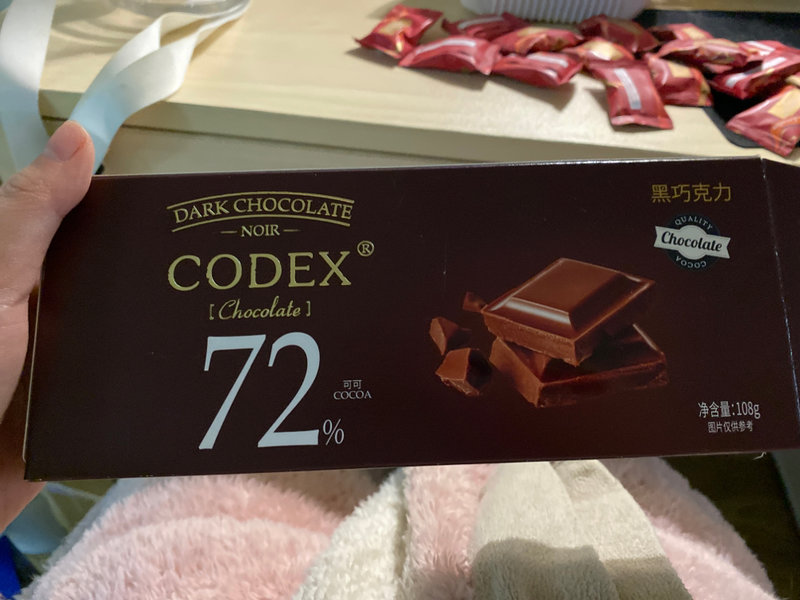 DARK CHOCOLATE
NOIR
CODEX®
[Chocolate]
72%
可可
COCOA
黑巧克力
QUALITY
Chocolate
COCOA
净含量:108g
图片仅供参考